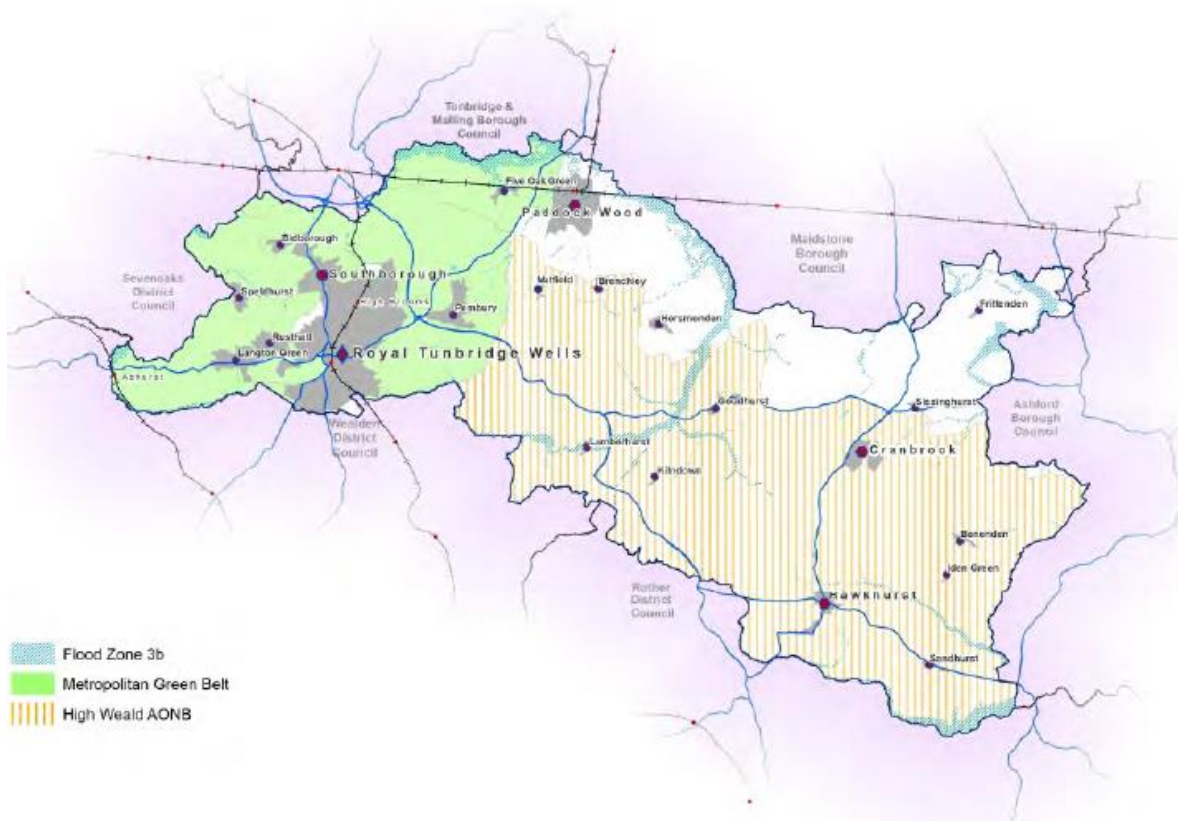 Tonbridge &
Malling Borough
Council
Five Oak Green
Paddock Wood
Bidborough
Maidstone
Borough
Council
Sevenoaks
District
Council
Southborough
Speldhurst
High Brooms
Pembury
Matfield
Brenchley
Horsmonden
Frittenden
Rusthall
Langton Green
Royal Tunbridge Wells
Ashurst
Goudhurst
Sissinghurst
Ashford
Borough
Council
Wealden
District
Council
Lamberhurst
Kilndown
Cranbrook
Benenden
Iden Green
Rother
District
Council
Hawkhurst
Sandhurst
Flood Zone 3b
Metropolitan Green Belt
High Weald AONB